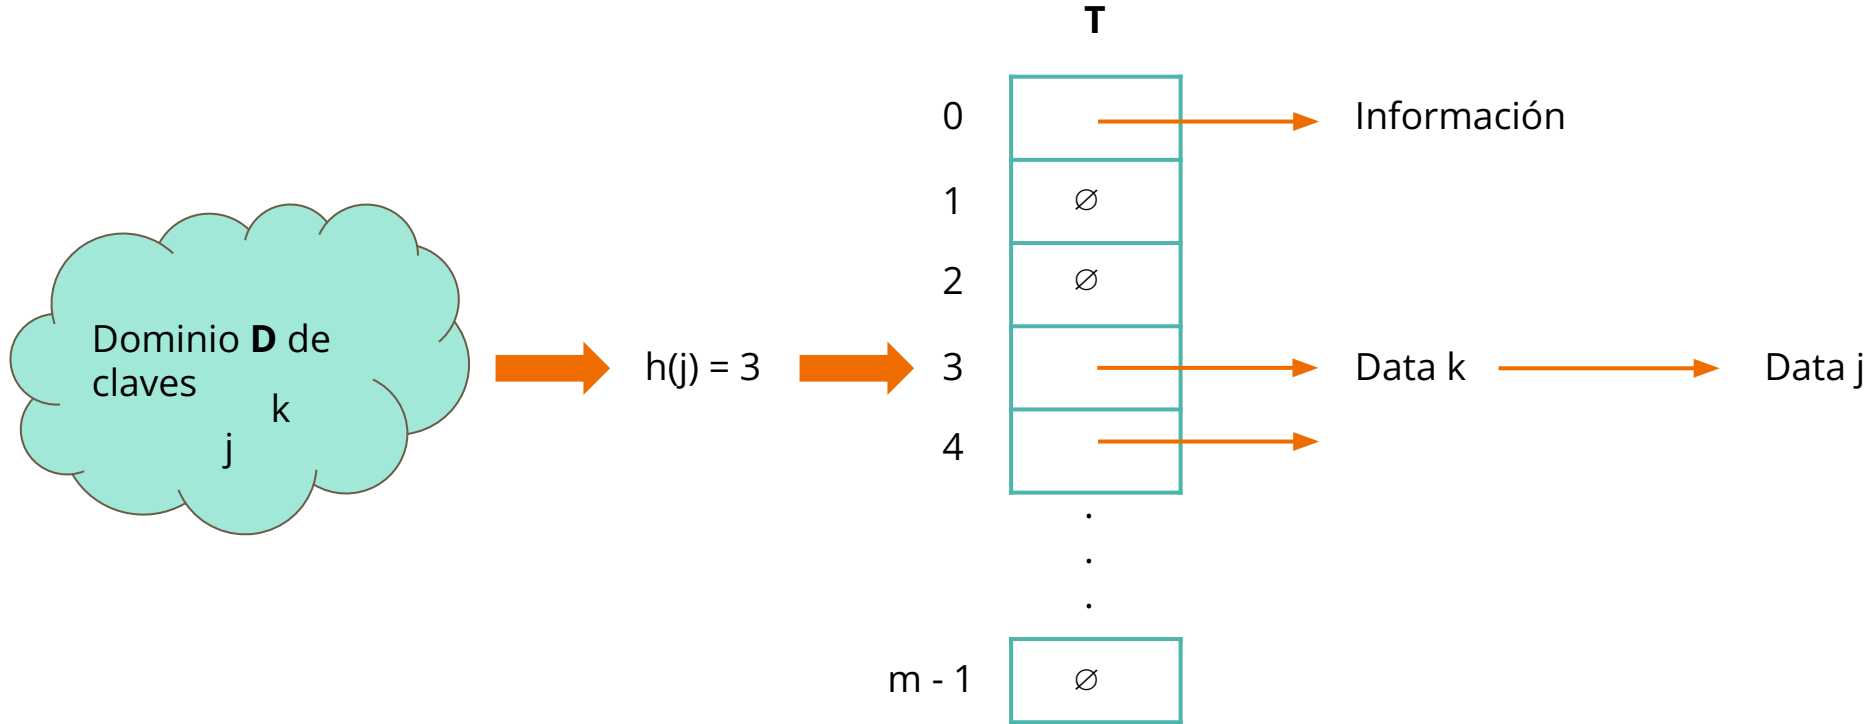 T
0
Información
1
∅
2
∅
Dominio D de
claves
k
j
h(j) = 3
3
Data k
Data j
4
.
.
.
m - 1
∅